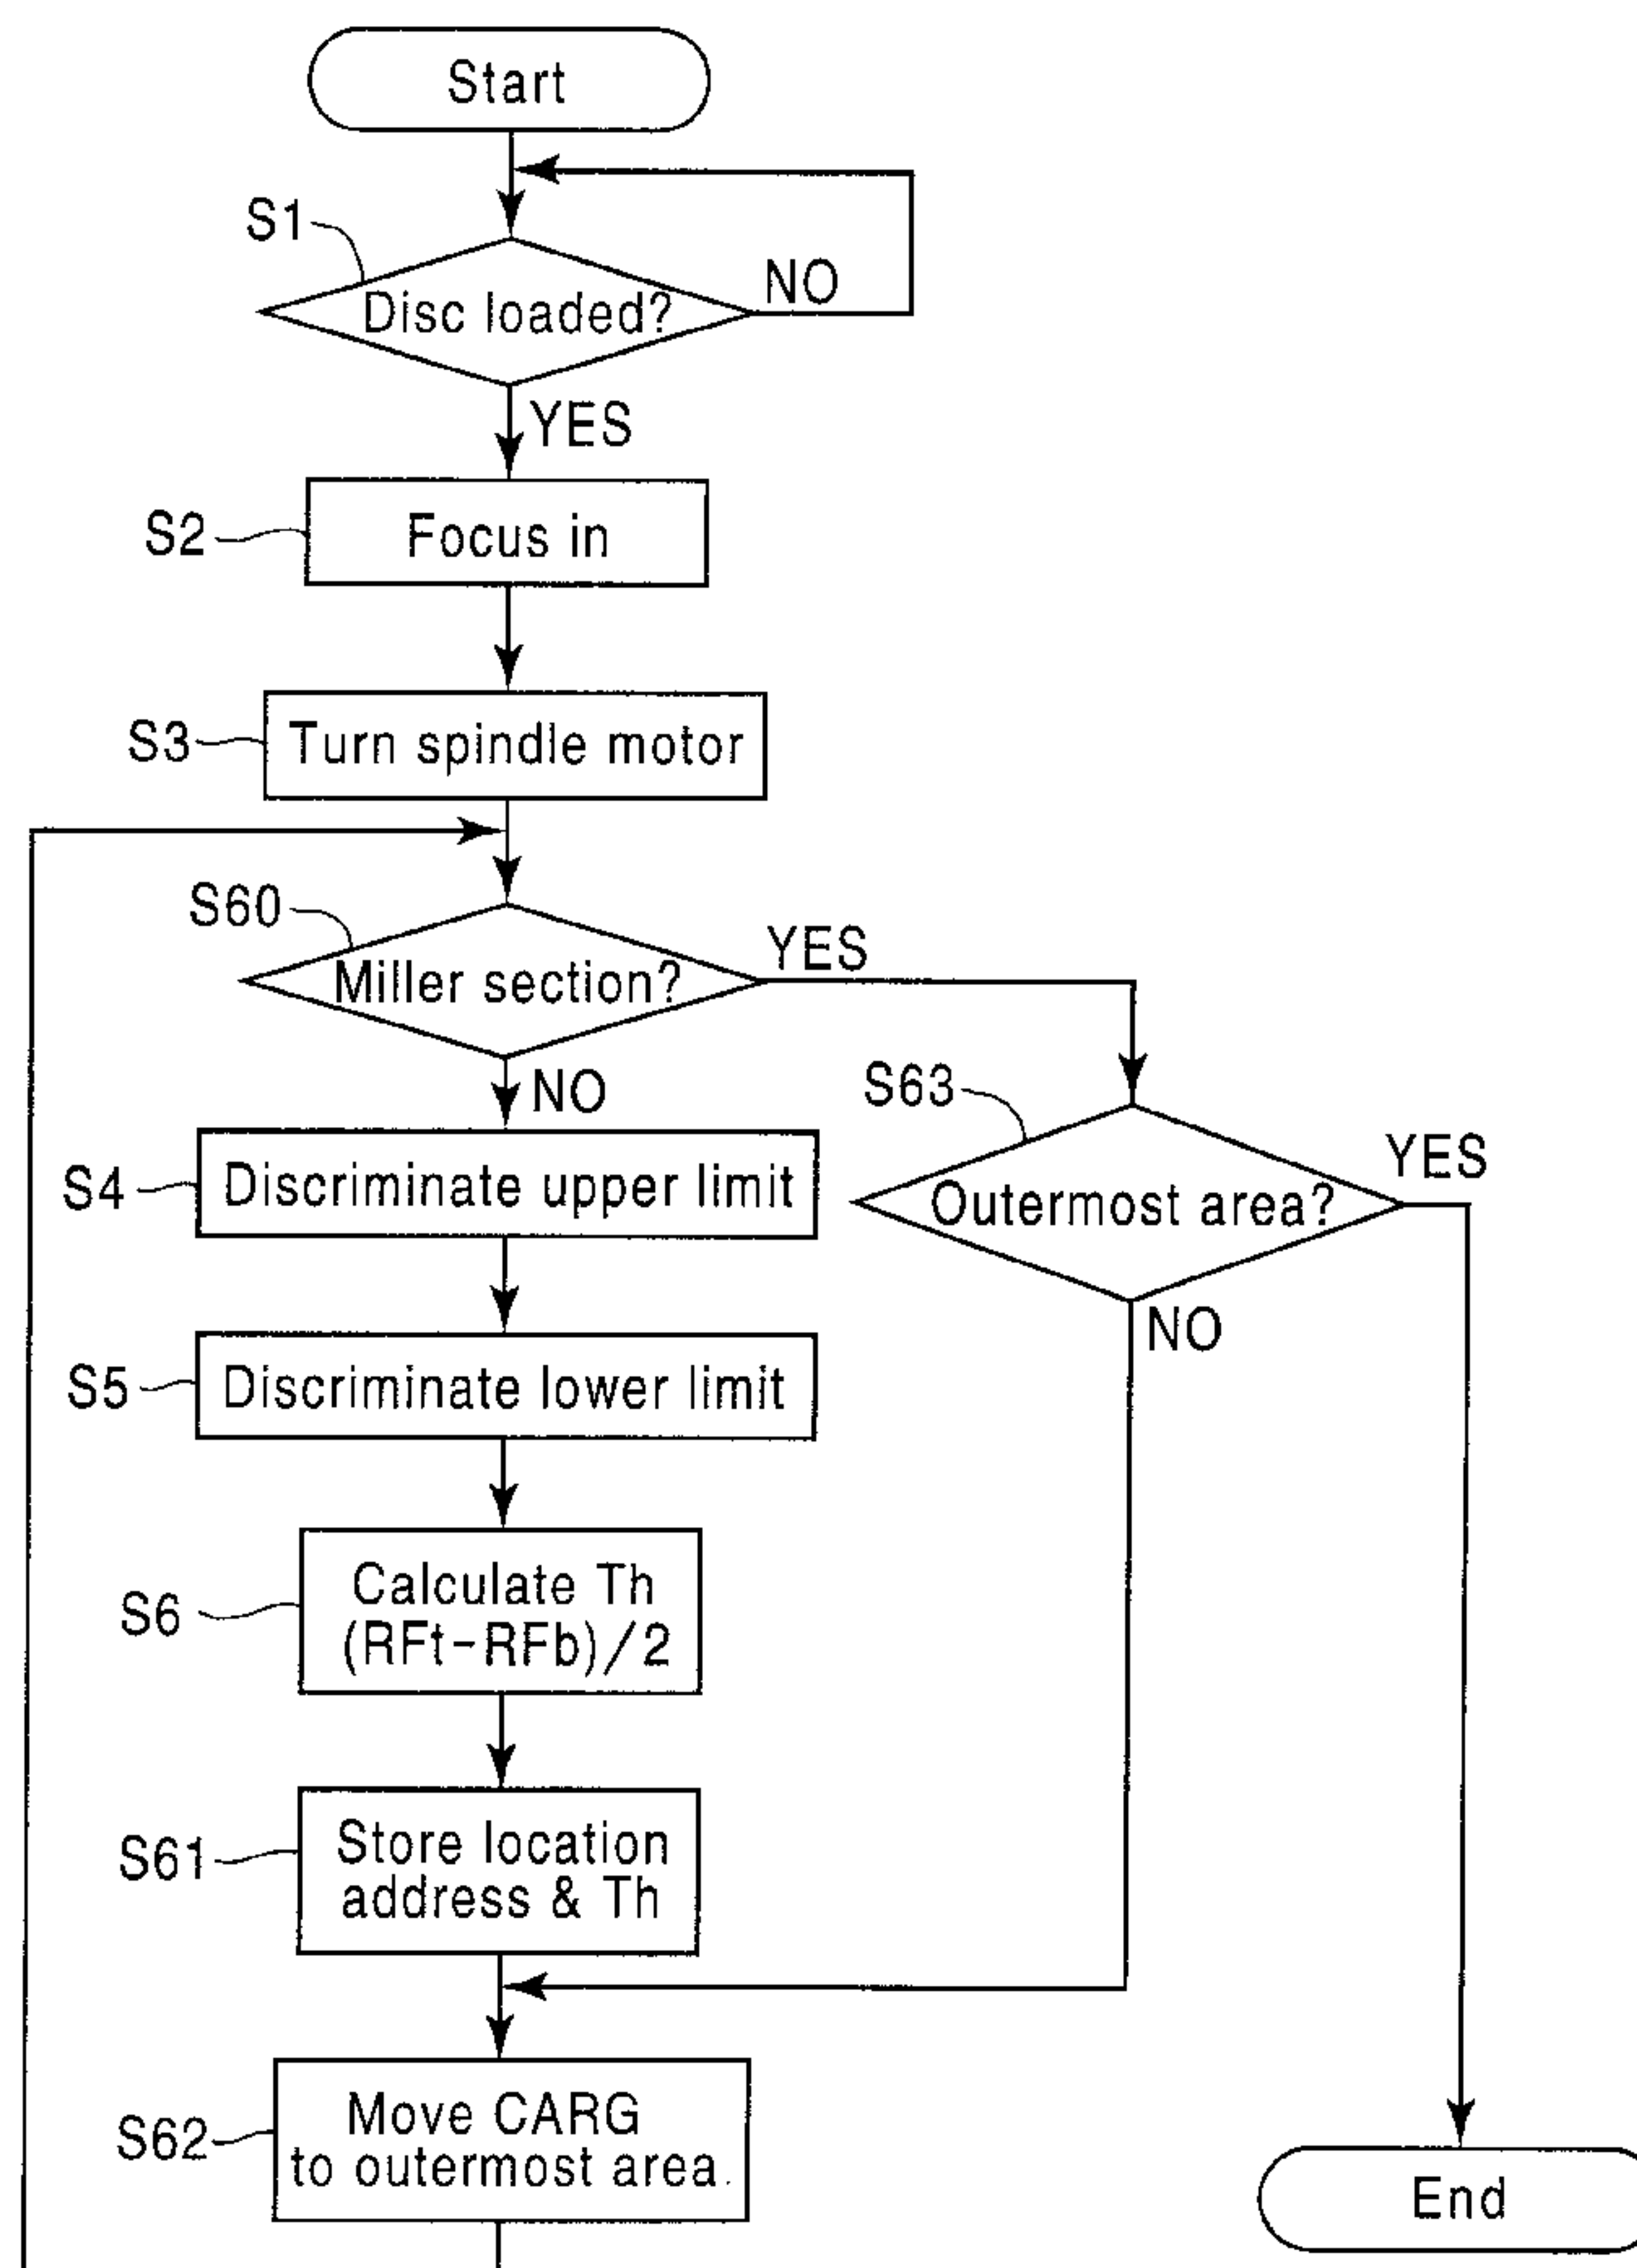 Start
S1
Disc loaded?
NO
YES
S2
Focus in
S3
Turn spindle motor
S60
Miller section?
YES
NO
S63
Outermost area?
YES
NO
S4
Discriminate upper limit
S5
Discriminate lower limit
S6
Calculate Th
(RFt-RFb)/2
S61
Store location
address & Th
S62
Move CARG
to outermost area
End